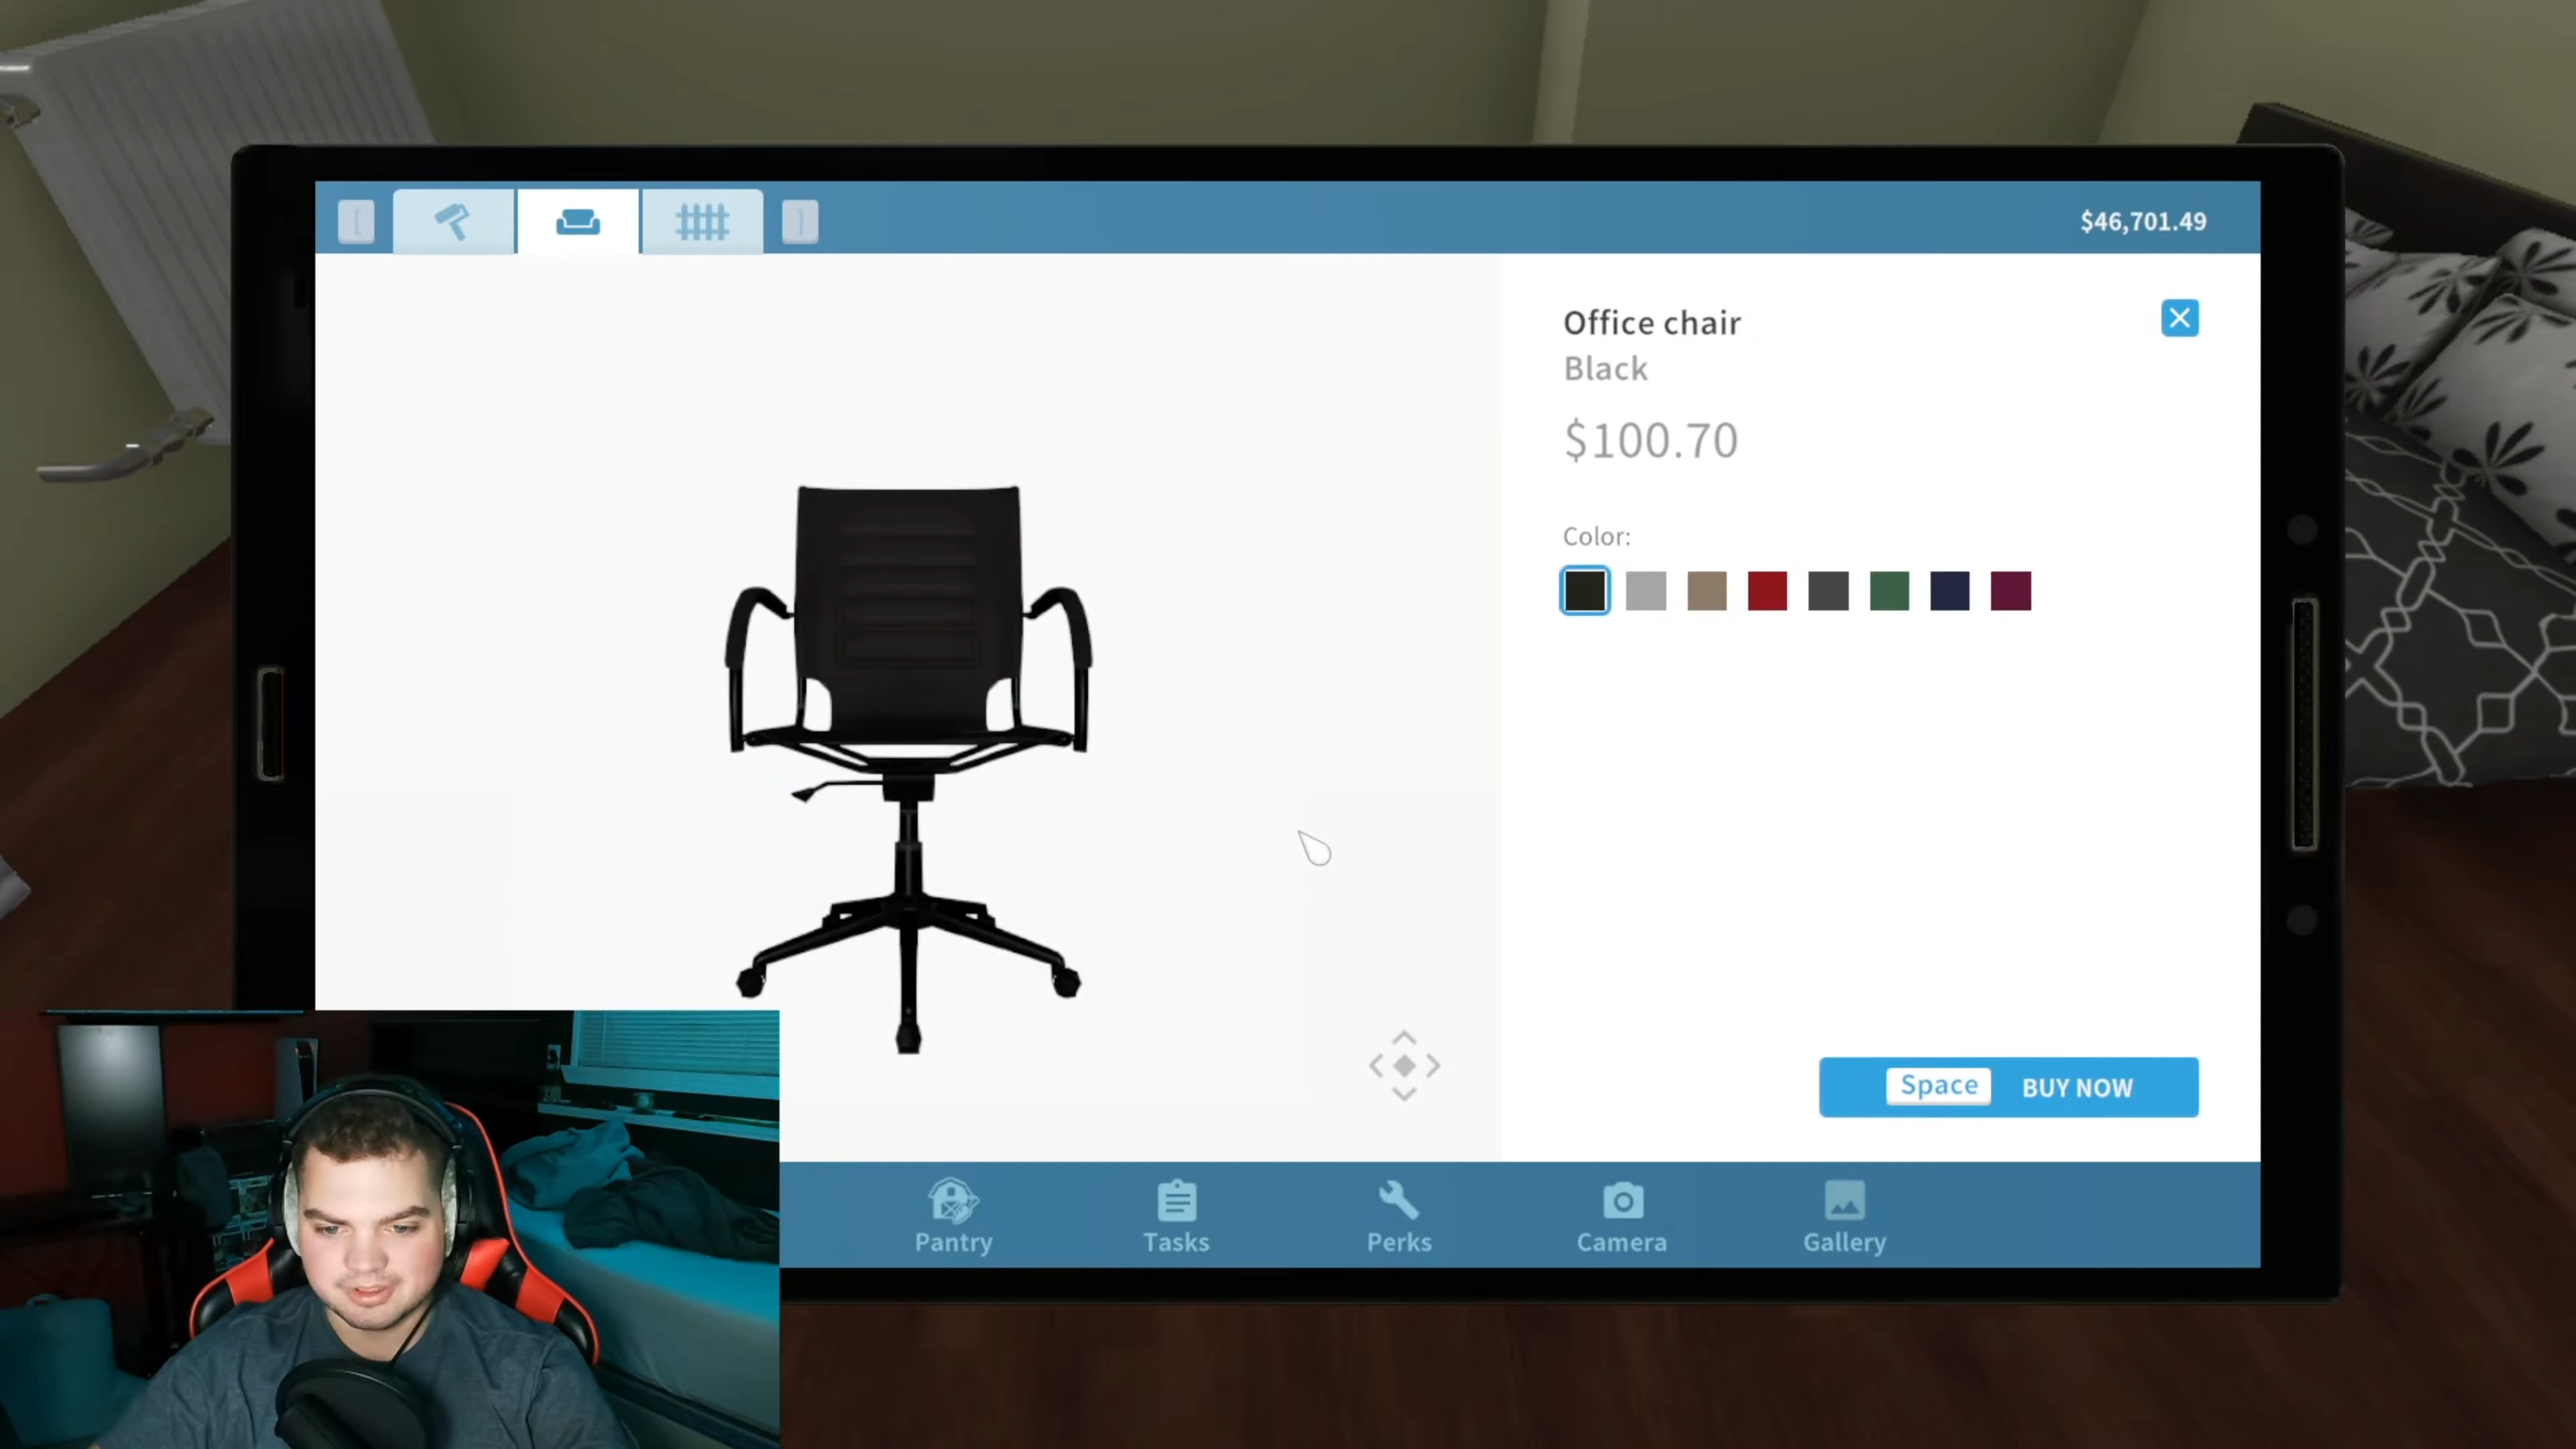 [
]
$46,701.49
Office chair
Black
$100.70
Color:
Space BUY NOW
Pantry
Tasks
Perks
Camera
Gallery